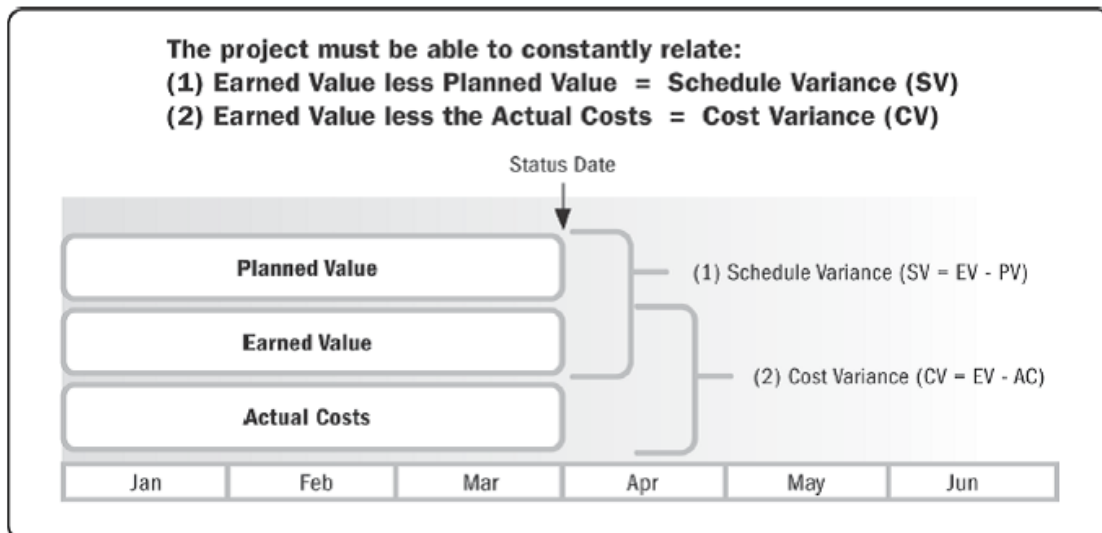 The project must be able to constantly relate:
(1) Earned Value less Planned Value = Schedule Variance (SV)
(2) Earned Value less the Actual Costs = Cost Variance (CV)
Status Date
Planned Value
(1) Schedule Variance (SV = EV - PV)
Earned Value
(2) Cost Variance (CV = EV - AC)
Actual Costs
Jan Feb Mar Apr May Jun